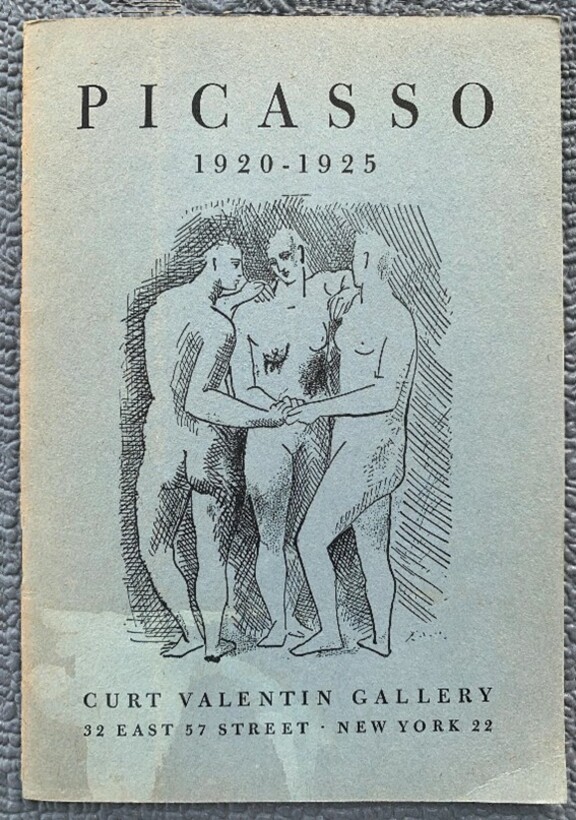 PICASSO
1920-1925
CURT VALENTIN GALLERY
32 EAST 57 STREET · NEW YORK 22